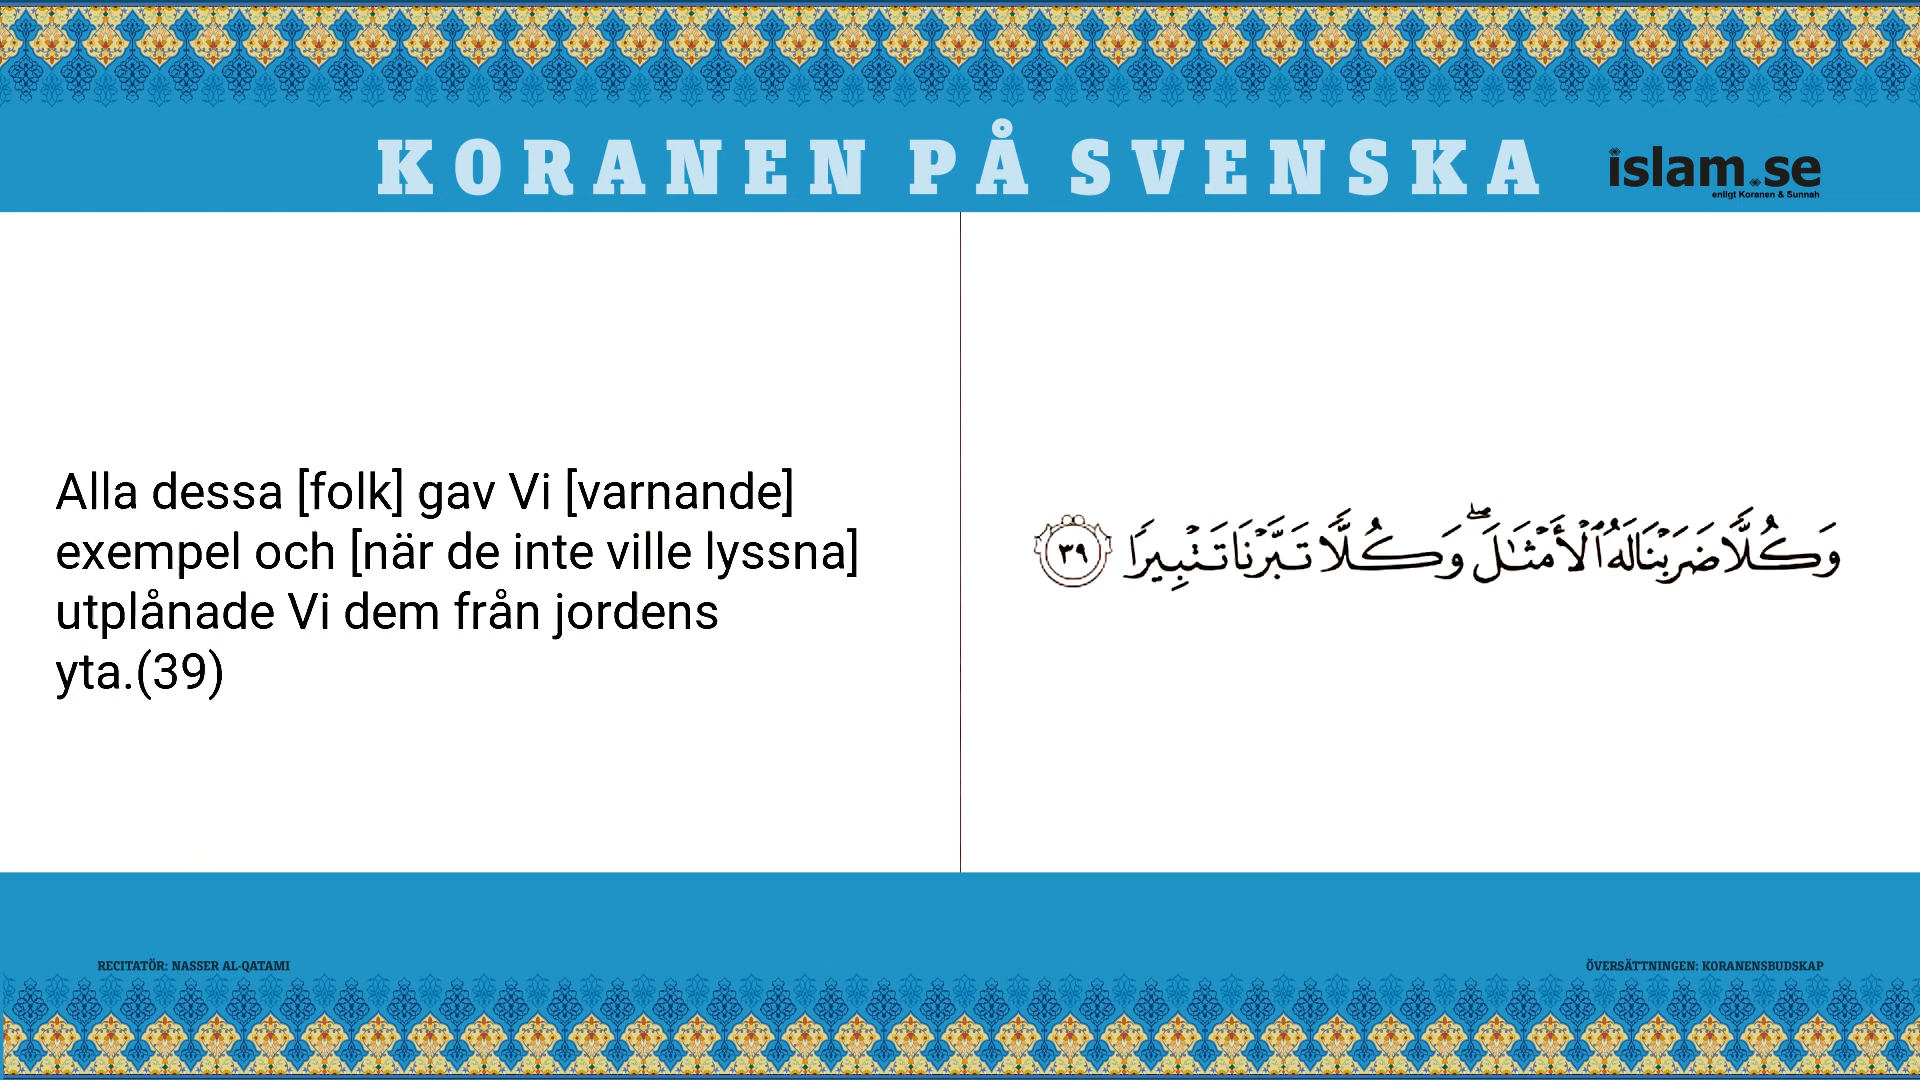 KORANEN PÅ SVENSKA
islam.se
enligt Koranen & Sunnah
Alla dessa [folk] gav Vi [varnande]
exempel och [när de inte ville lyssna]
utplånade Vi dem från jordens
yta.(39)
وَكُلًّا ضَرَبْنَا لَهُ ٱلْأَمْثَـٰلَ ۖ وَكُلًّا تَبَّرْنَا تَتْبِيرًا ٣٩
RECITATÖR: NASSER AL-QATAMI
ÖVERSÄTTNINGEN: KORANENSBUDSKAP